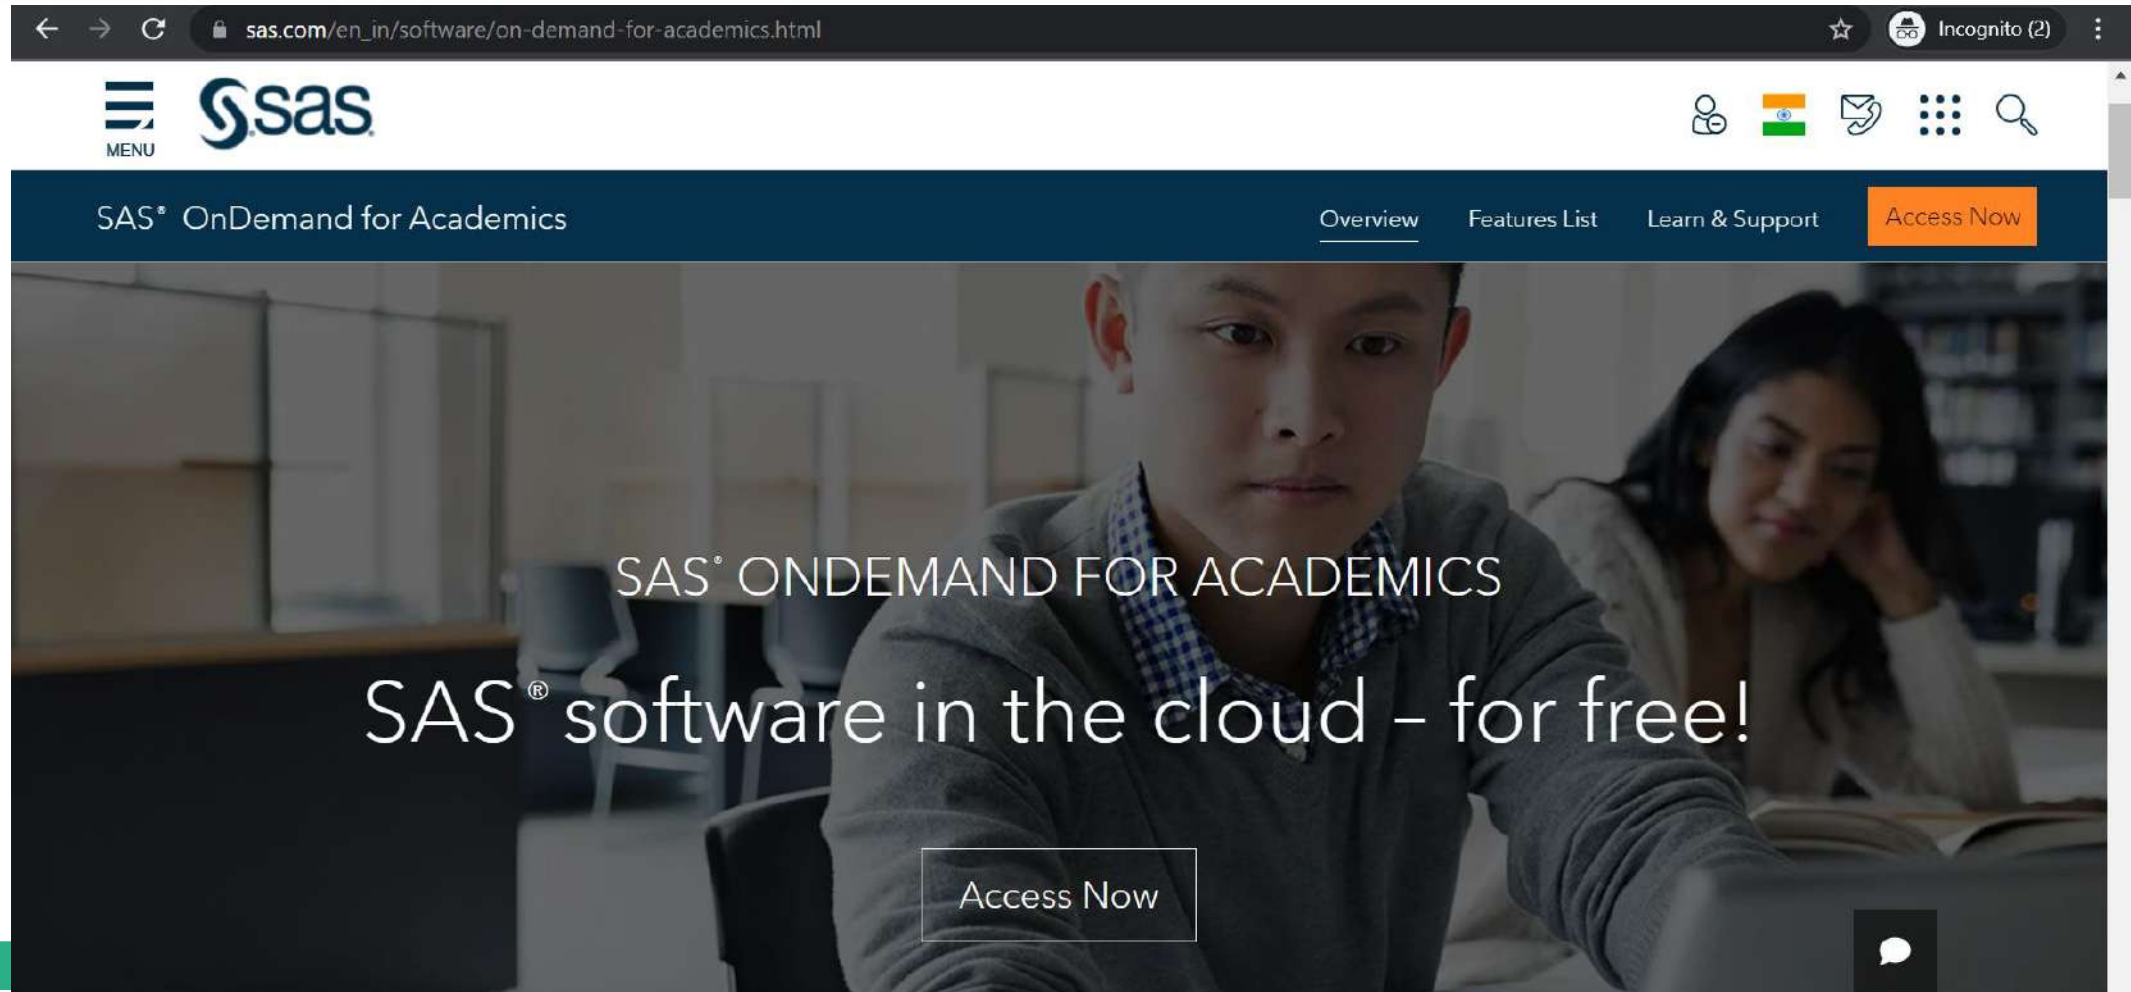 sas.com/en_in/software/on-demand-for-academics.html
Incognito (2)
MENU
sas
SAS® OnDemand for Academics
Overview
Features List
Learn & Support
Access Now
SAS® ONDEMAND FOR ACADEMICS
SAS® software in the cloud – for free!
Access Now